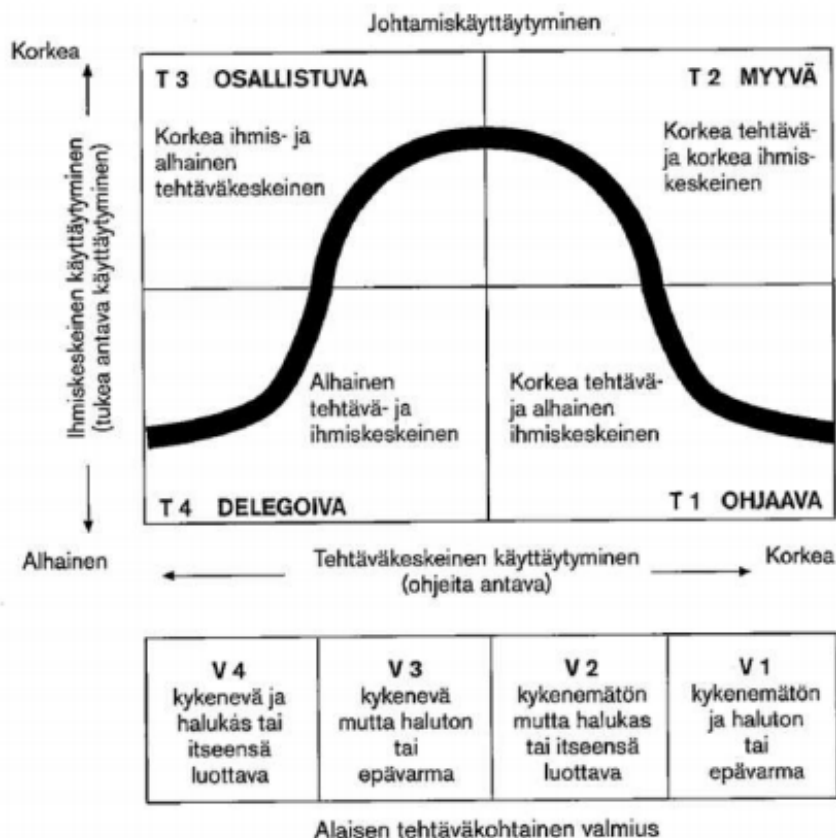 Johtamiskäyttäytyminen
Korkea
T 3 OSALLISTUVA
T 2 MYYVÄ
Korkea ihmis- ja
alhainen
tehtäväkeskeinen
Korkea tehtävä-
ja korkea ihmis-
keskeinen
Ihmiskeskeinen käyttäytyminen
(tukea antava käyttäytyminen)
Alhainen
tehtävä- ja
ihmiskeskeinen
Korkea tehtävä-
ja alhainen
ihmiskeskeinen
T 4 DELEGOIVA
T 1 OHJAAVA
Alhainen
Tehtäväkeskeinen käyttäytyminen
(ohjeita antava)
Korkea
V 4
kykenevä ja
halukas tai
itseensä
luottava
V 3
kykenevä
mutta haluton
tai
epävarma
V 2
kykenemätön
mutta halukas
tai itseensä
luottava
V 1
kykenemätön
ja haluton
tai
epävarma
Alaisen tehtäväkohtainen valmius